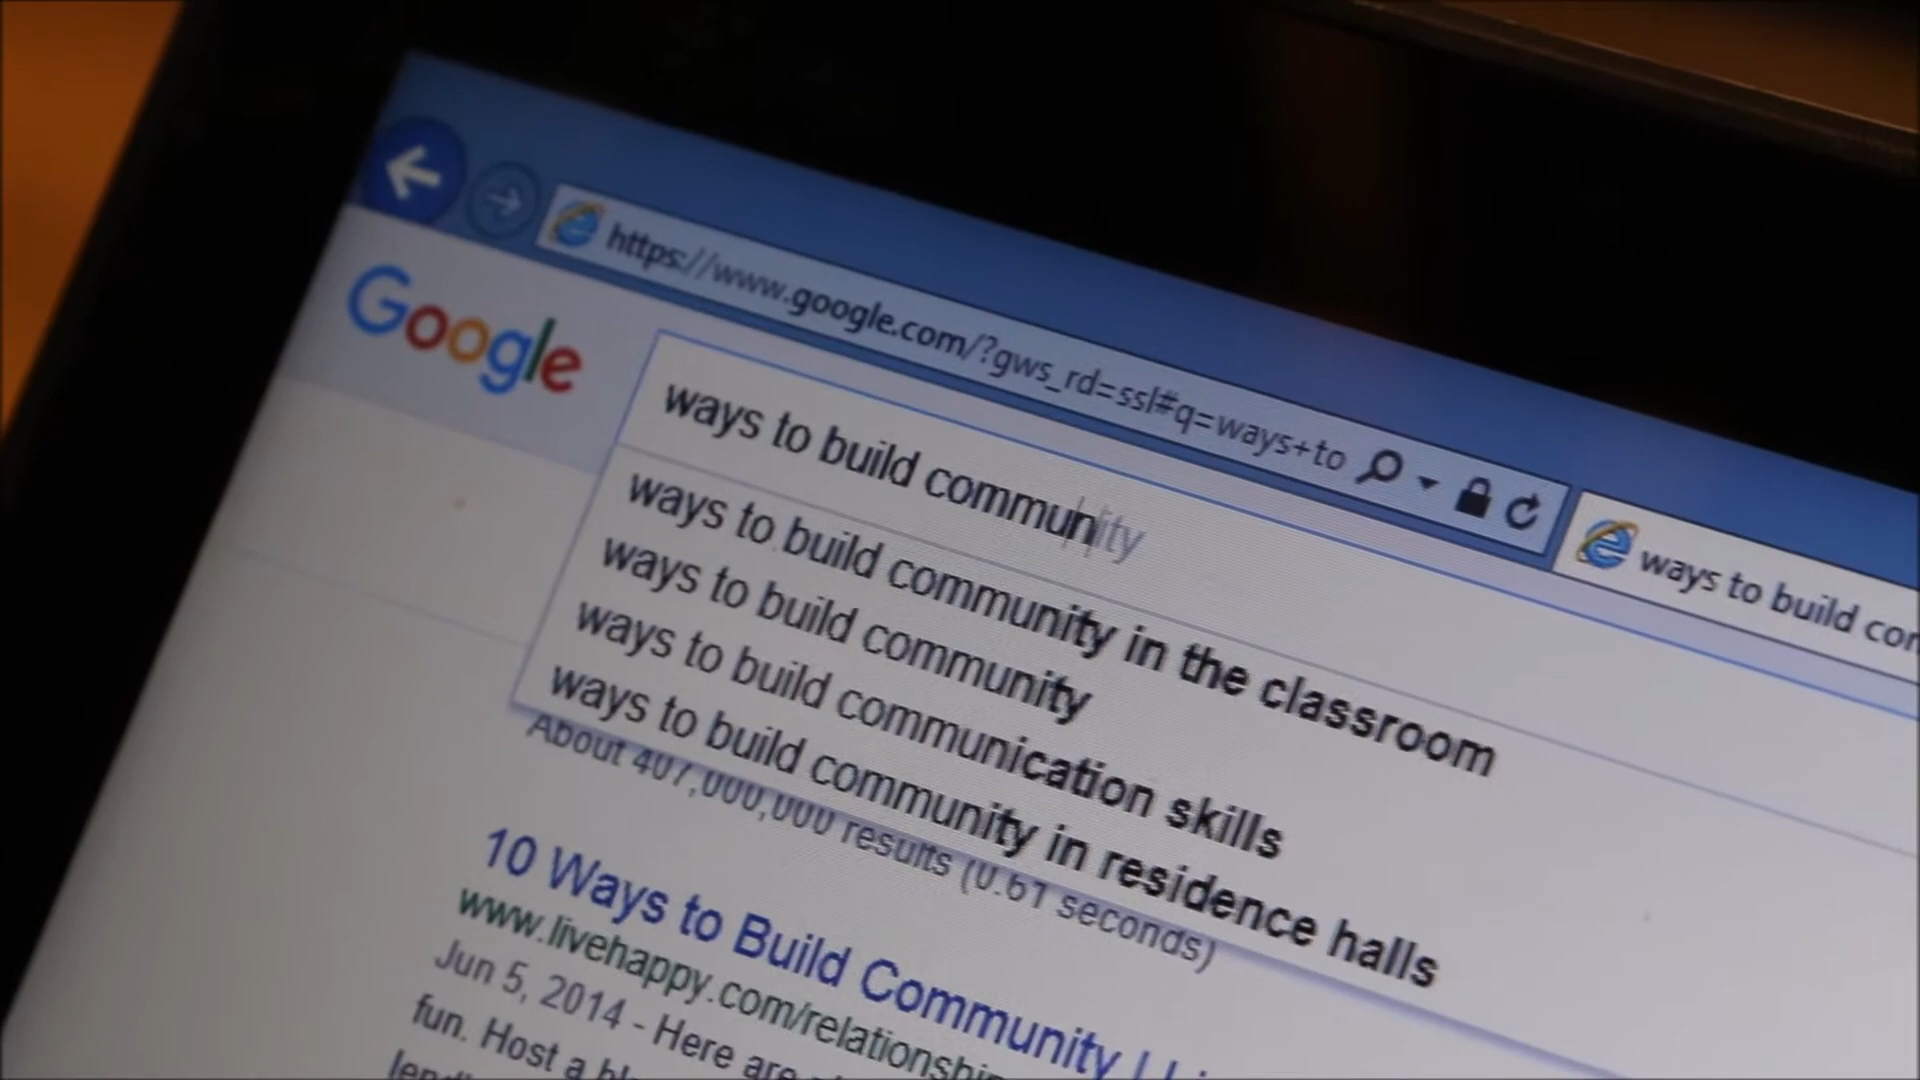 https://www.google.com/?gws_rd=ssl#q=ways+to
ways to build con
Google
ways to build community
ways to build community in the classroom
ways to build community
ways to build communication skills
ways to build community in residence halls
About 407,000,000 results (0.61 seconds)
10 Ways to Build Community |
www.livehappy.com/relationship
Jun 5, 2014 - Here are
fun. Host a